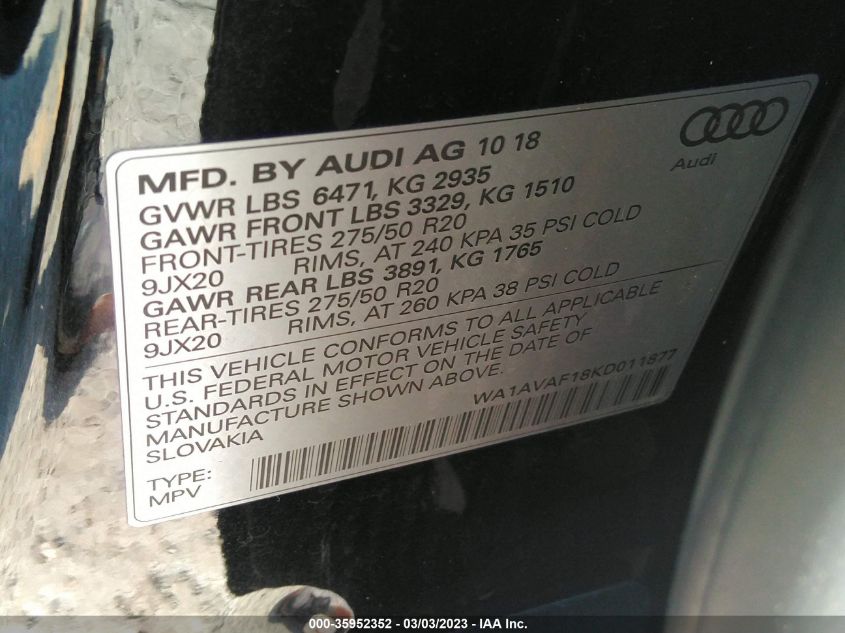 MFD. BY AUDI AG 10 18
Audi
GVWR LBS 6471, KG 2935
GAWR FRONT LBS 3329, KG 1510
FRONT-TIRES 275/50 R20
9JX20 RIMS, AT 240 KPA 35 PSI COLD
GAWR REAR LBS 3891, KG 1765
REAR-TIRES 275/50 R20
9JX20 RIMS, AT 260 KPA 38 PSI COLD
THIS VEHICLE CONFORMS TO ALL APPLICABLE
U.S. FEDERAL MOTOR VEHICLE SAFETY
STANDARDS IN EFFECT ON THE DATE OF
MANUFACTURE SHOWN ABOVE.
SLOVAKIA
WA1AVAF18KD011877
TYPE:
MPV
000-35952352 — 03/03/2023 — IAA Inc.